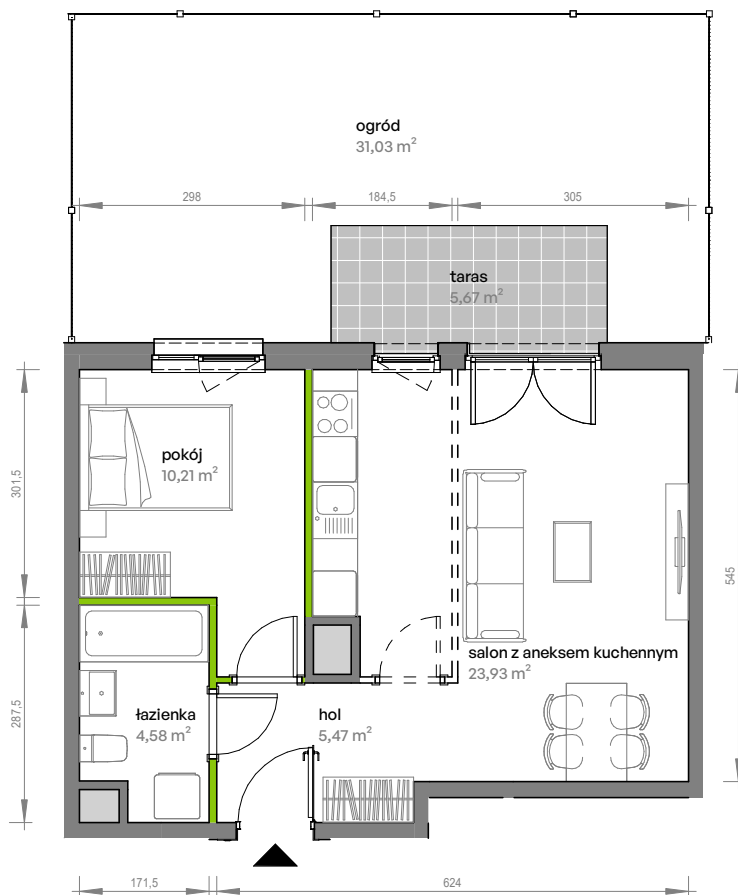 ogród
31,03 m²
298
184,5
305
taras
5,67 m²
pokój
10,21 m²
301,5
545
salon z aneksem kuchennym
23,93 m²
łazienka
4,58 m²
hol
5,47 m²
287,5
171,5
624